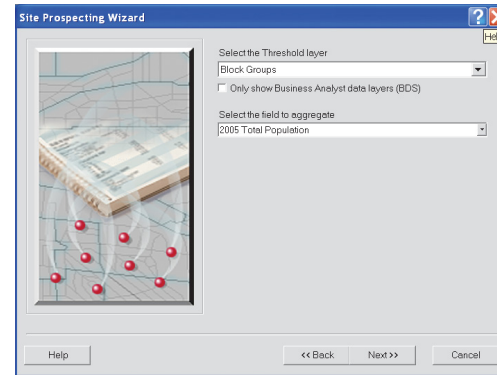 Site Prospecting Wizard
Select the Threshold layer
Block Groups
Only show Business Analyst data layers (BDS)
Select the field to aggregate
2005 Total Population
Help
<< Back
Next >>
Cancel